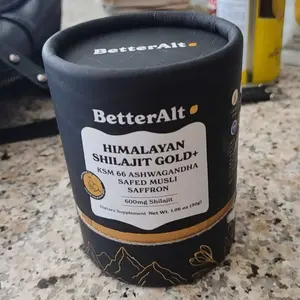 BetterAlt
BetterAlt
HIMALAYAN
SHILAJIT GOLD+
KSM 66 ASHWAGANDHA
SAFED MUSLI
SAFFRON
600mg Shilajit
Dietary Supplement Net Wt. 1.06 oz (30g)